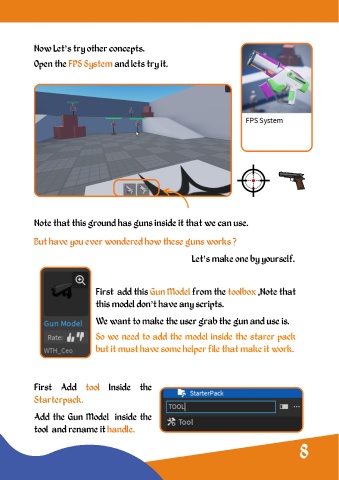 Now Let's try other concepts.
Open the FPS System and lets try it.
FPS System
Note that this ground has guns inside it that we can use.
But have you ever wondered how these guns works ?
Let's make one by yourself.
Gun Model
Rate:
WTH_Ceo
First add this Gun Model from the toolbox ,Note that
this model don't have any scripts.
We want to make the user grab the gun and use is.
So we need to add the model inside the starer pack
but it must have some helper file that make it work.
First Add tool Inside the
Starterpack.
Add the Gun Model inside the
tool and rename it handle.
StarterPack
TOOL
Tool
8